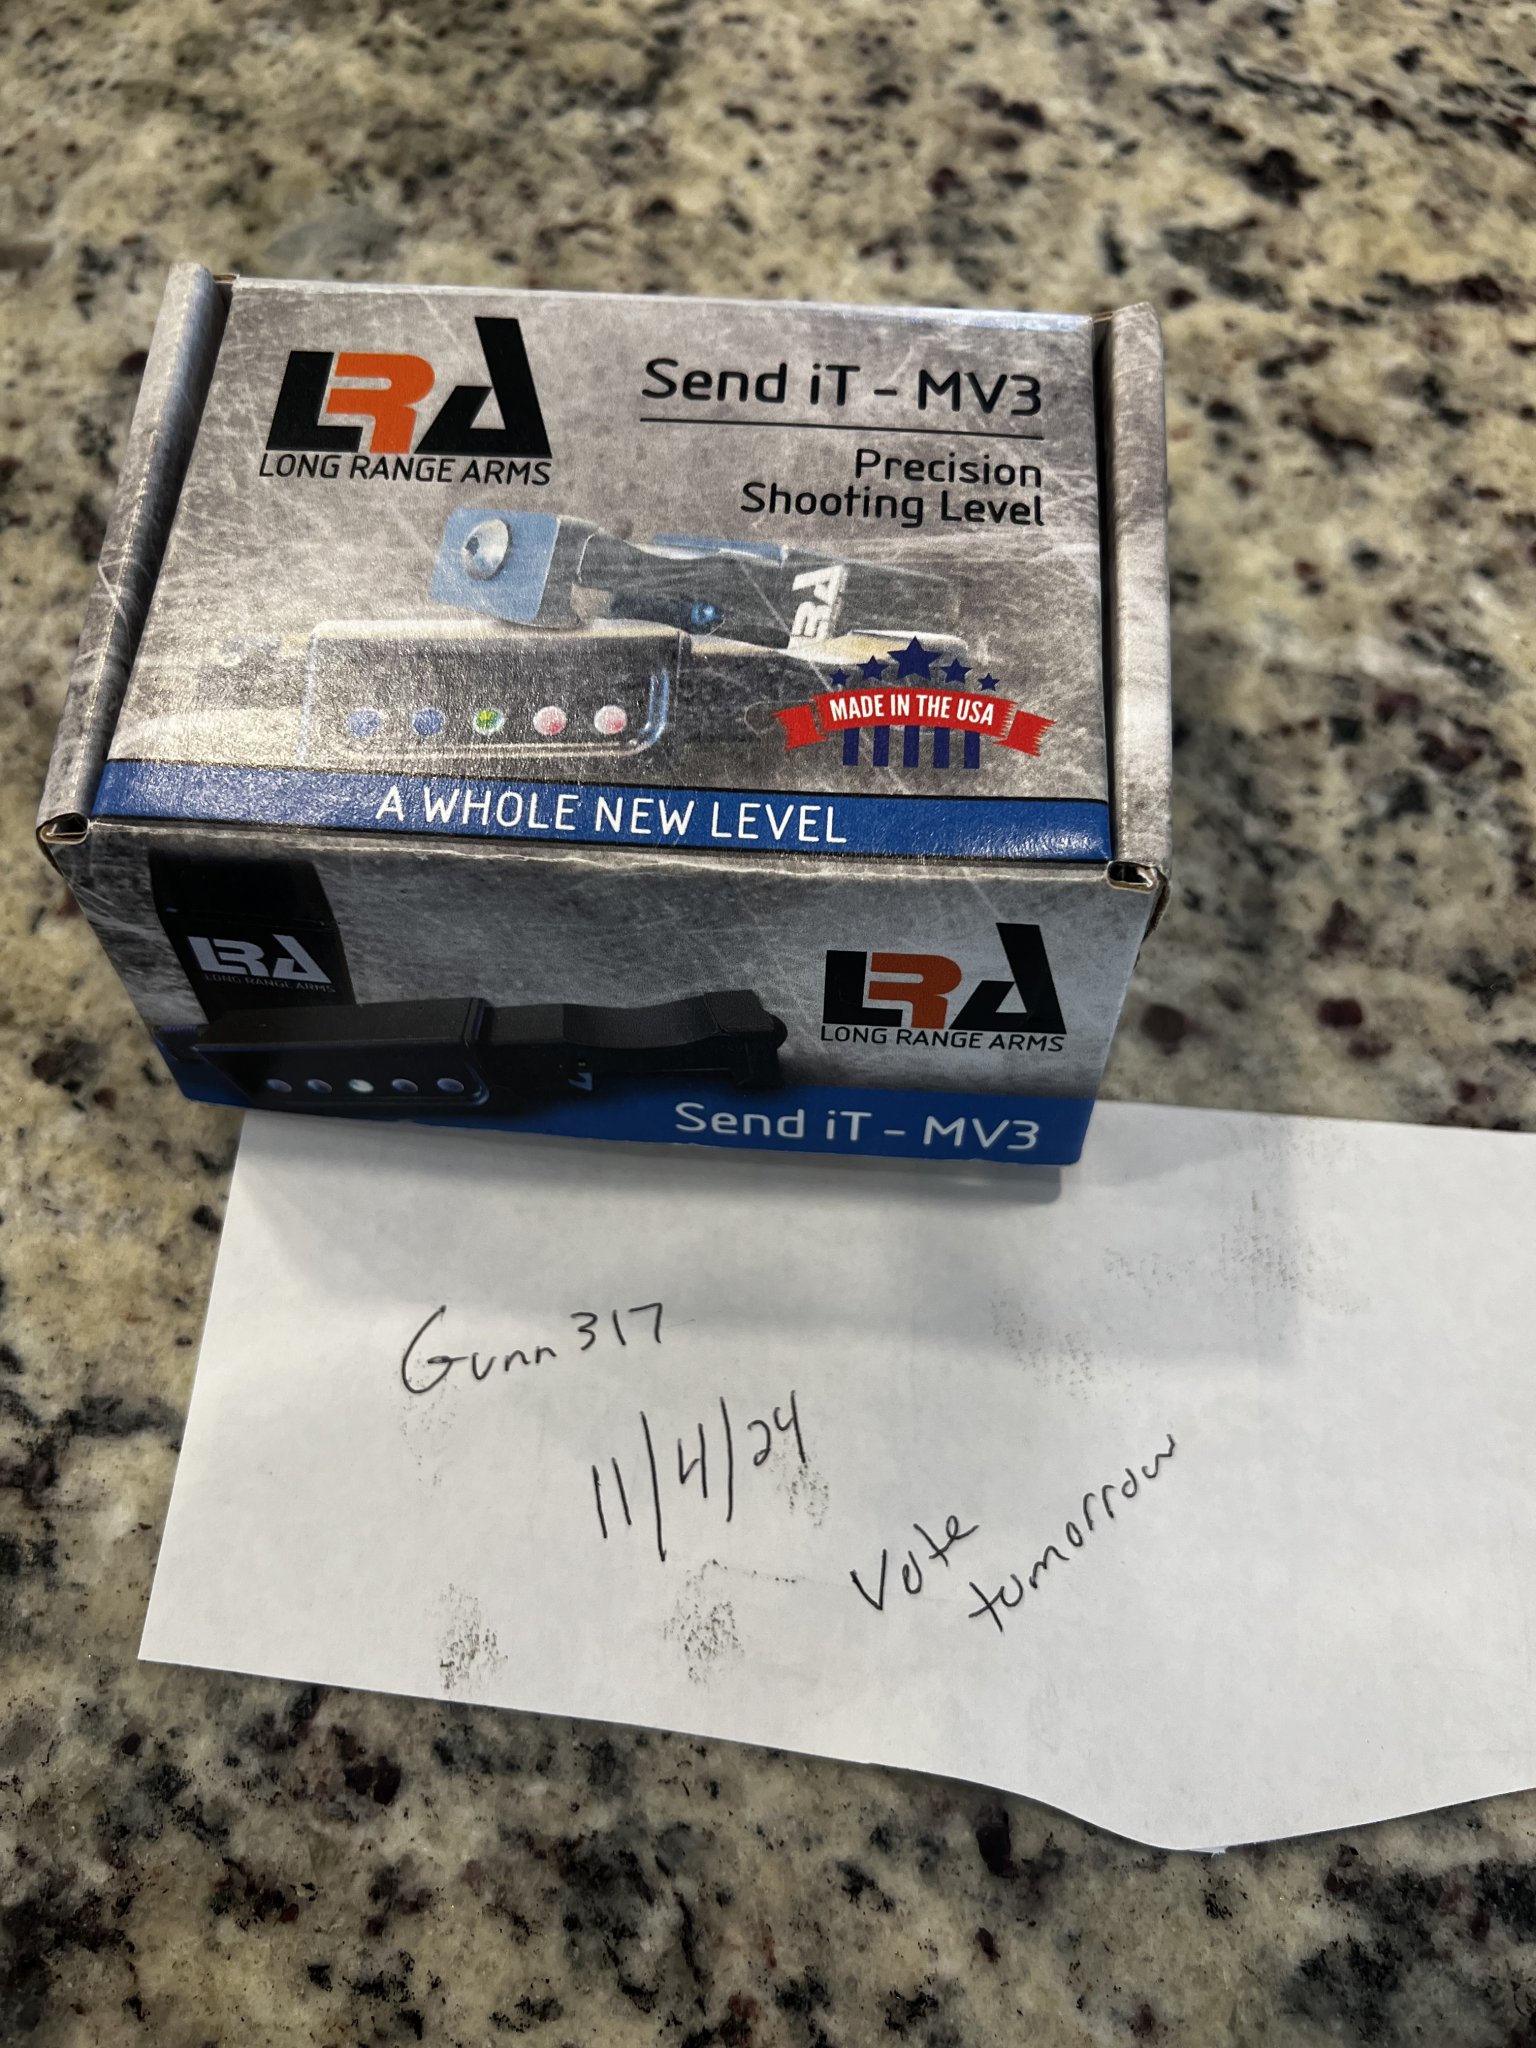 LRA
LONG RANGE ARMS
Send iT - MV3
Precision
Shooting Level
LRA
MADE IN THE USA
A WHOLE NEW LEVEL
LRA
LONG RANGE ARMS
LRA
LONG RANGE ARMS
Send iT - MV3
Gunn317
11/4/24
Vote
tomorrow